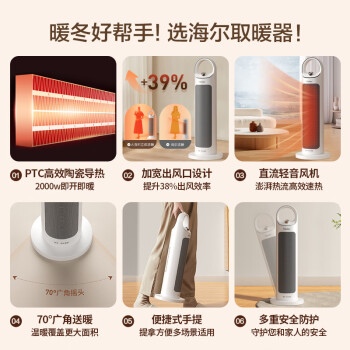 暖冬好帮手! 选海尔取暖器!
+39%
01 PTC高效陶瓷导热
2000w即开即暖
02 加宽出风口设计
提升38%出风效率
03 直流轻音风机
澎湃热流高效速热
70°广角摇头
04 70°广角送暖
温暖覆盖更大面积
05 便捷式手提
提拿方便多场景适用
06 多重安全防护
守护您和家人的安全